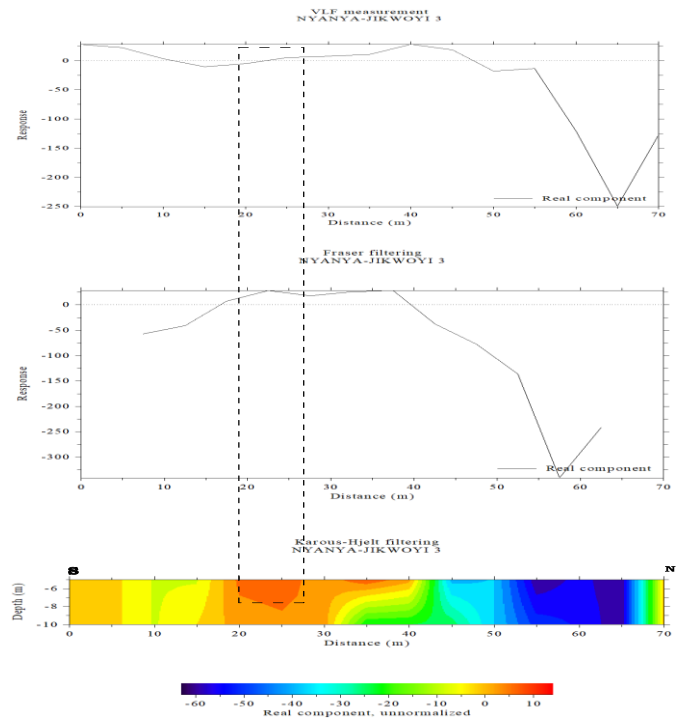 VLF measurement
NYANYA-JIKWOYI 3
0
-50
-100
-150
-200
-250
Response
0 10 20 30 40 50 60 70
Distance (m)
Real component
Fraser filtering
NYANYA-JIKWOYI 3
0
-50
-100
-150
-200
-250
-300
Response
0 10 20 30 40 50 60 70
Distance (m)
Real component
Karous-Hjelt filtering
NYANYA-JIKWOYI 3
S N
-6
-8
-10
Depth (m)
0 10 20 30 40 50 60 70
Distance (m)
-60 -50 -40 -30 -20 -10 0 10
Real component, unnormalized